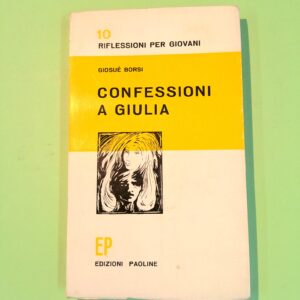 10
RIFLESSIONI PER GIOVANI
GIOSUÈ BORSI
CONFESSIONI
A GIULIA
EP
EDIZIONI PAOLINE